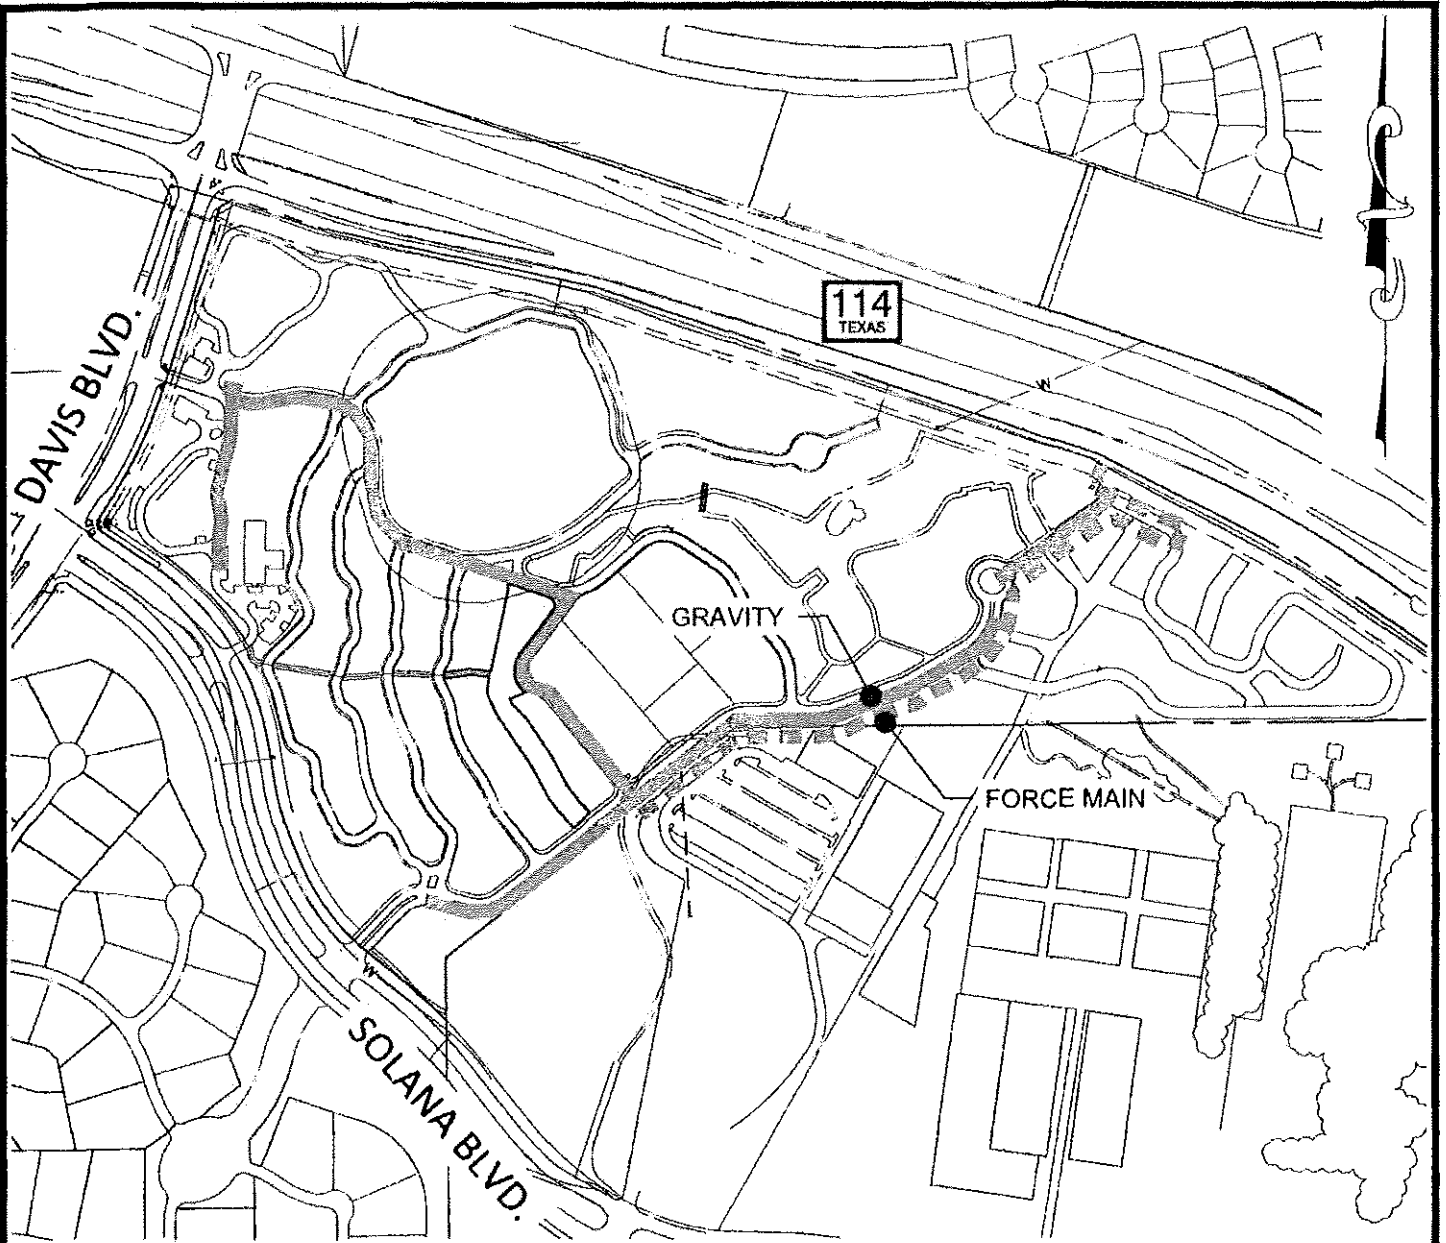 114
TEXAS
DAVIS BLVD.
W
GRAVITY
FORCE MAIN
W
SOLANA BLVD.